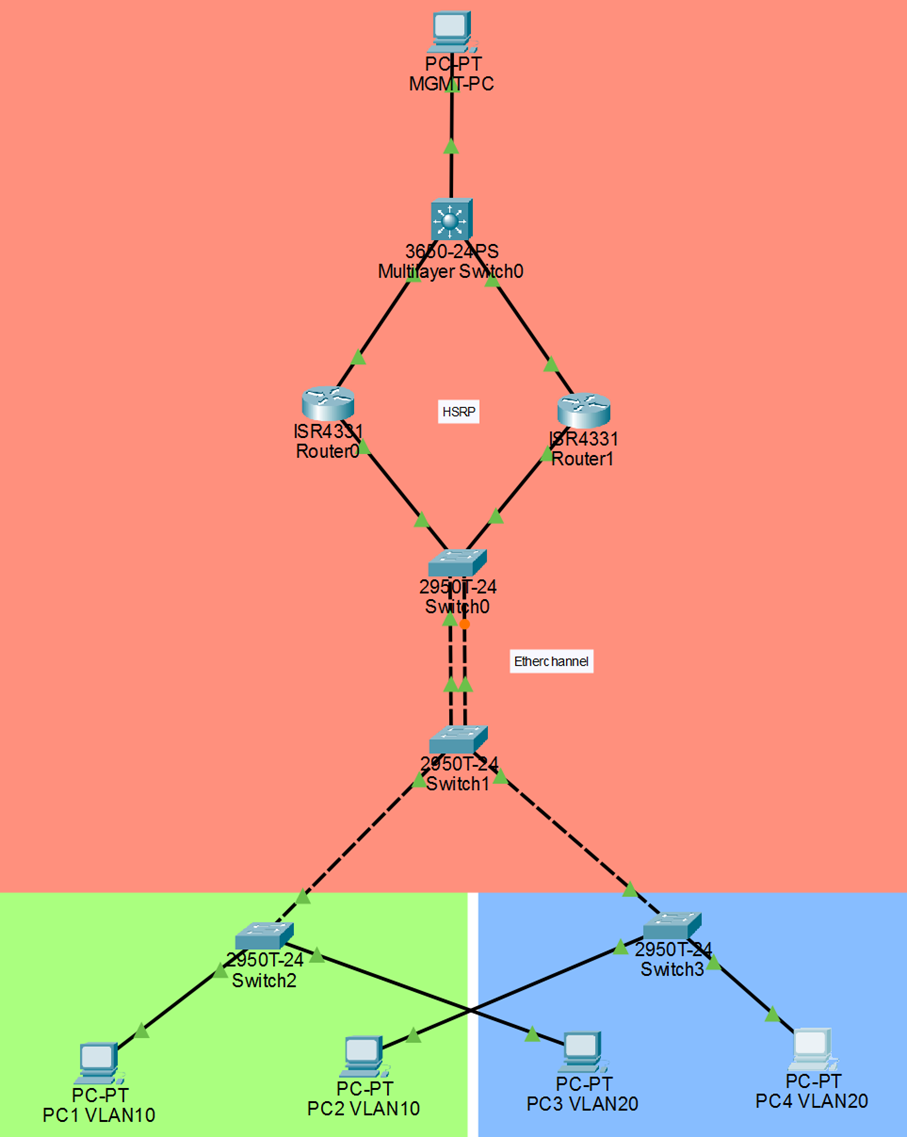 PC-PT
MGMT-PC
3650-24PS
Multilayer Switch0
HSRP
ISR4331
Router0
ISR4331
Router1
2950T-24
Switch0
Etherchannel
2950T-24
Switch1
2950T-24
Switch2
2950T-24
Switch3
PC-PT
PC1 VLAN10
PC-PT
PC2 VLAN10
PC-PT
PC3 VLAN20
PC-PT
PC4 VLAN20